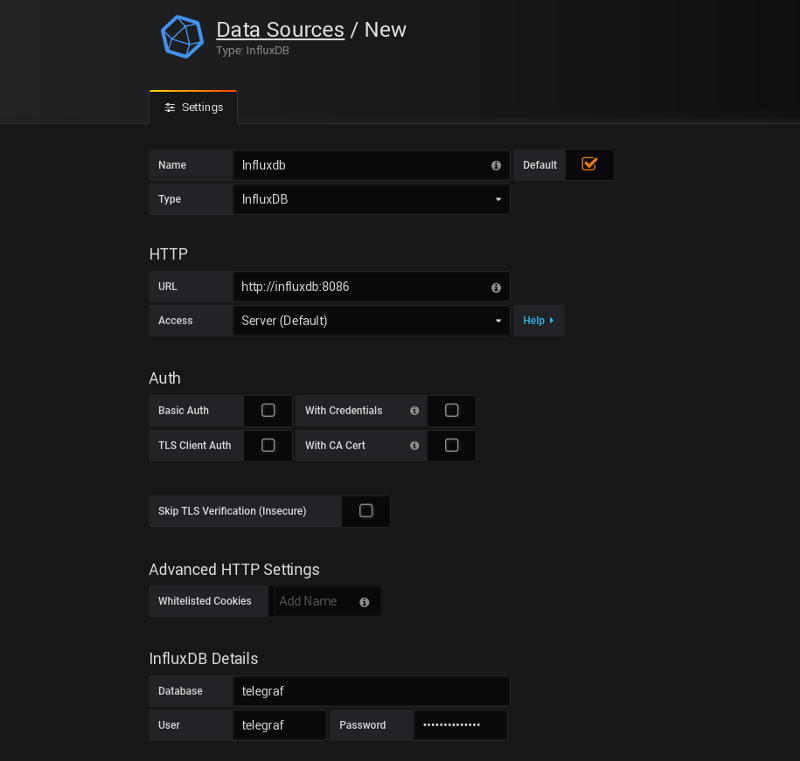 Data Sources / New
Type: InfluxDB
Settings
Name Influxdb Default
Type InfluxDB
HTTP
URL http://influxdb:8086
Access Server (Default) Help
Auth
Basic Auth With Credentials
TLS Client Auth With CA Cert
Skip TLS Verification (Insecure)
Advanced HTTP Settings
Whitelisted Cookies Add Name
InfluxDB Details
Database telegraf
User telegraf Password ••••••••••••••